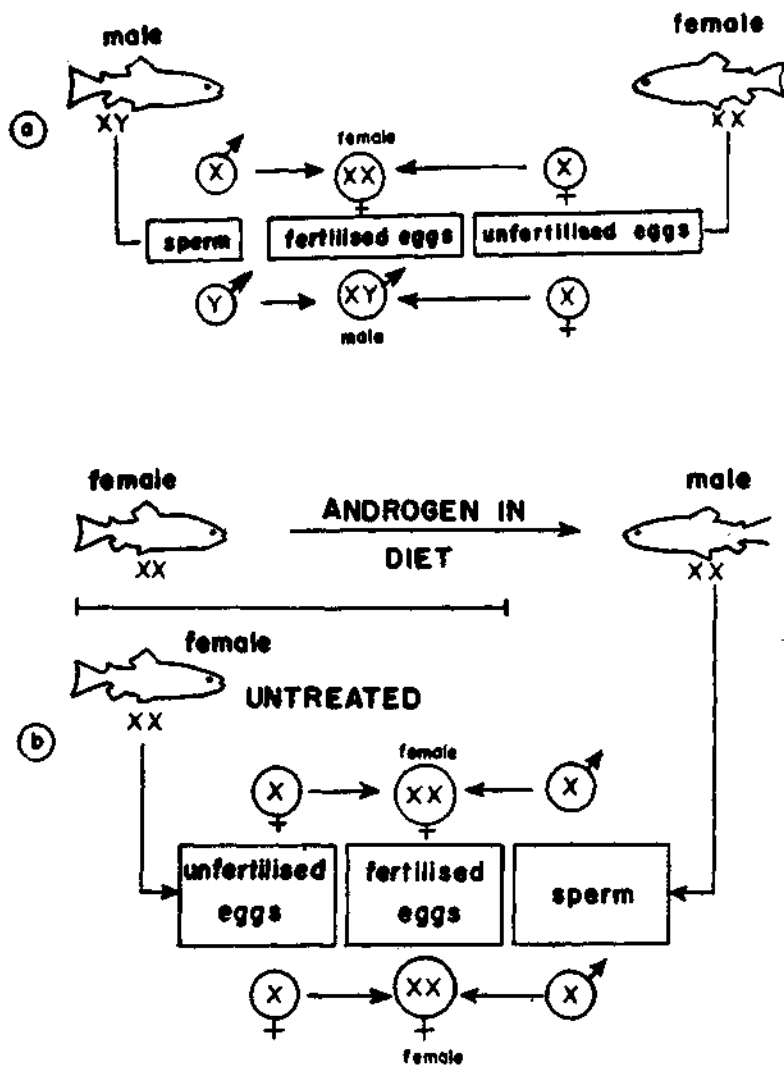 male
female
a
XY
XX
female
X
XX
X
sperm
fertilised eggs
unfertilised eggs
Y
XY
X
male
female
male
ANDROGEN IN
DIET
XX
XX
female
UNTREATED
XX
b
female
X
XX
X
unfertilised
eggs
fertilised
eggs
sperm
X
XX
X
female